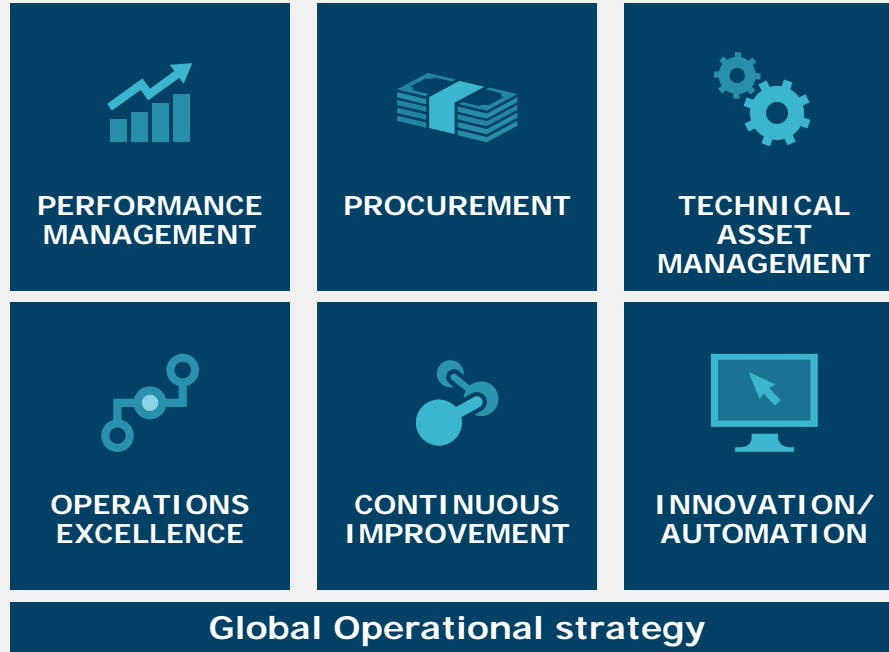 PERFORMANCE
MANAGEMENT
PROCUREMENT
TECHNICAL
ASSET
MANAGEMENT
OPERATIONS
EXCELLENCE
CONTINUOUS
IMPROVEMENT
INNOVATION/
AUTOMATION
Global Operational strategy